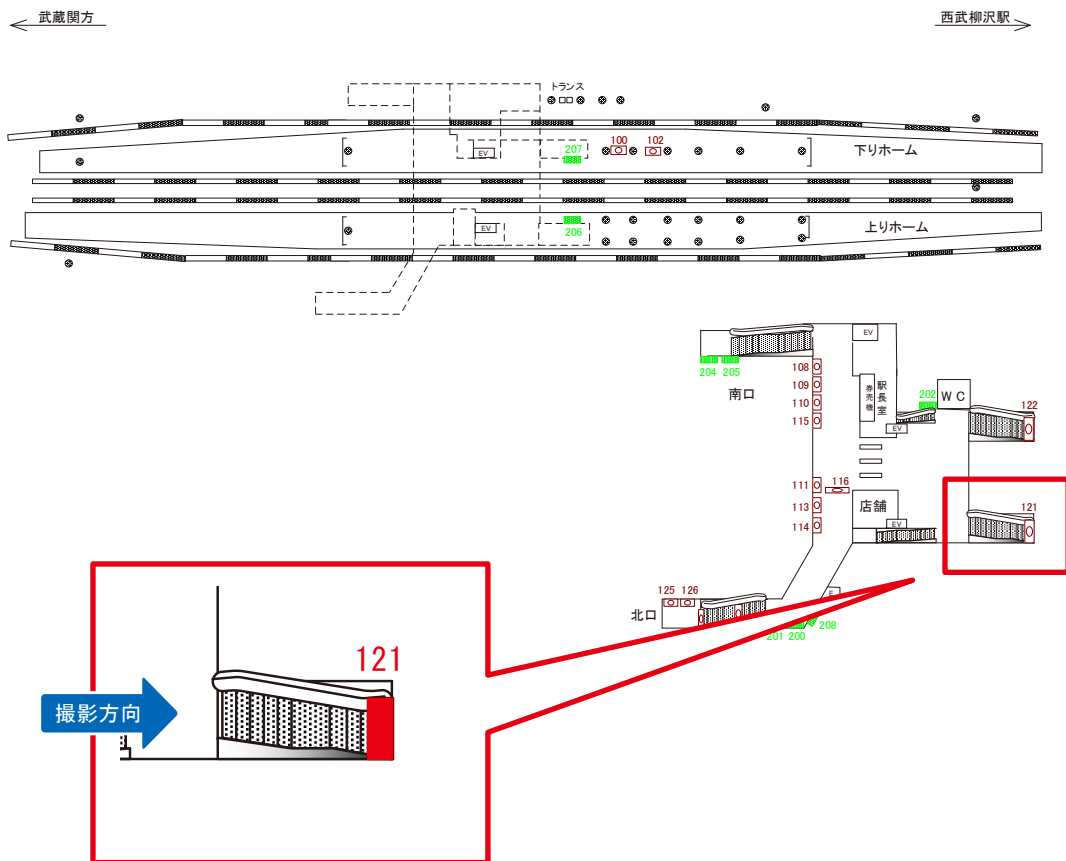 武蔵関方
西武柳沢駅
トランス
207
100
102
EV
下りホーム
EV
206
上りホーム
EV
204
205
南口
108
109
110
115
券売機
駅長室
202
WC
122
EV
111
116
113
114
店舗
EV
121
125
126
北口
E
208
201
200
121
撮影方向